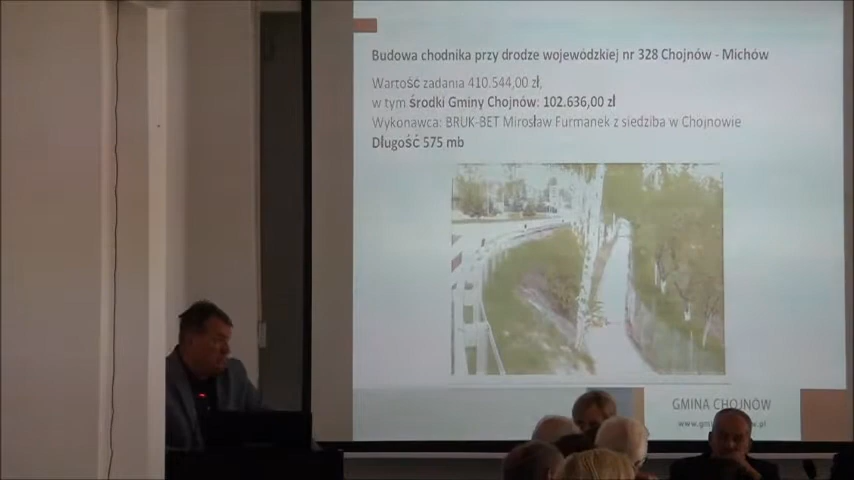 Budowa chodnika przy drodze wojewódzkiej nr 328 Chojnów - Michów
Wartość zadania 410.544,00 zł,
w tym środki Gminy Chojnów: 102.636,00 zł
Wykonawca: BRUK-BET Mirosław Furmanek z siedziba w Chojnowie
Długość 575 mb
GMINA CHOJNÓW